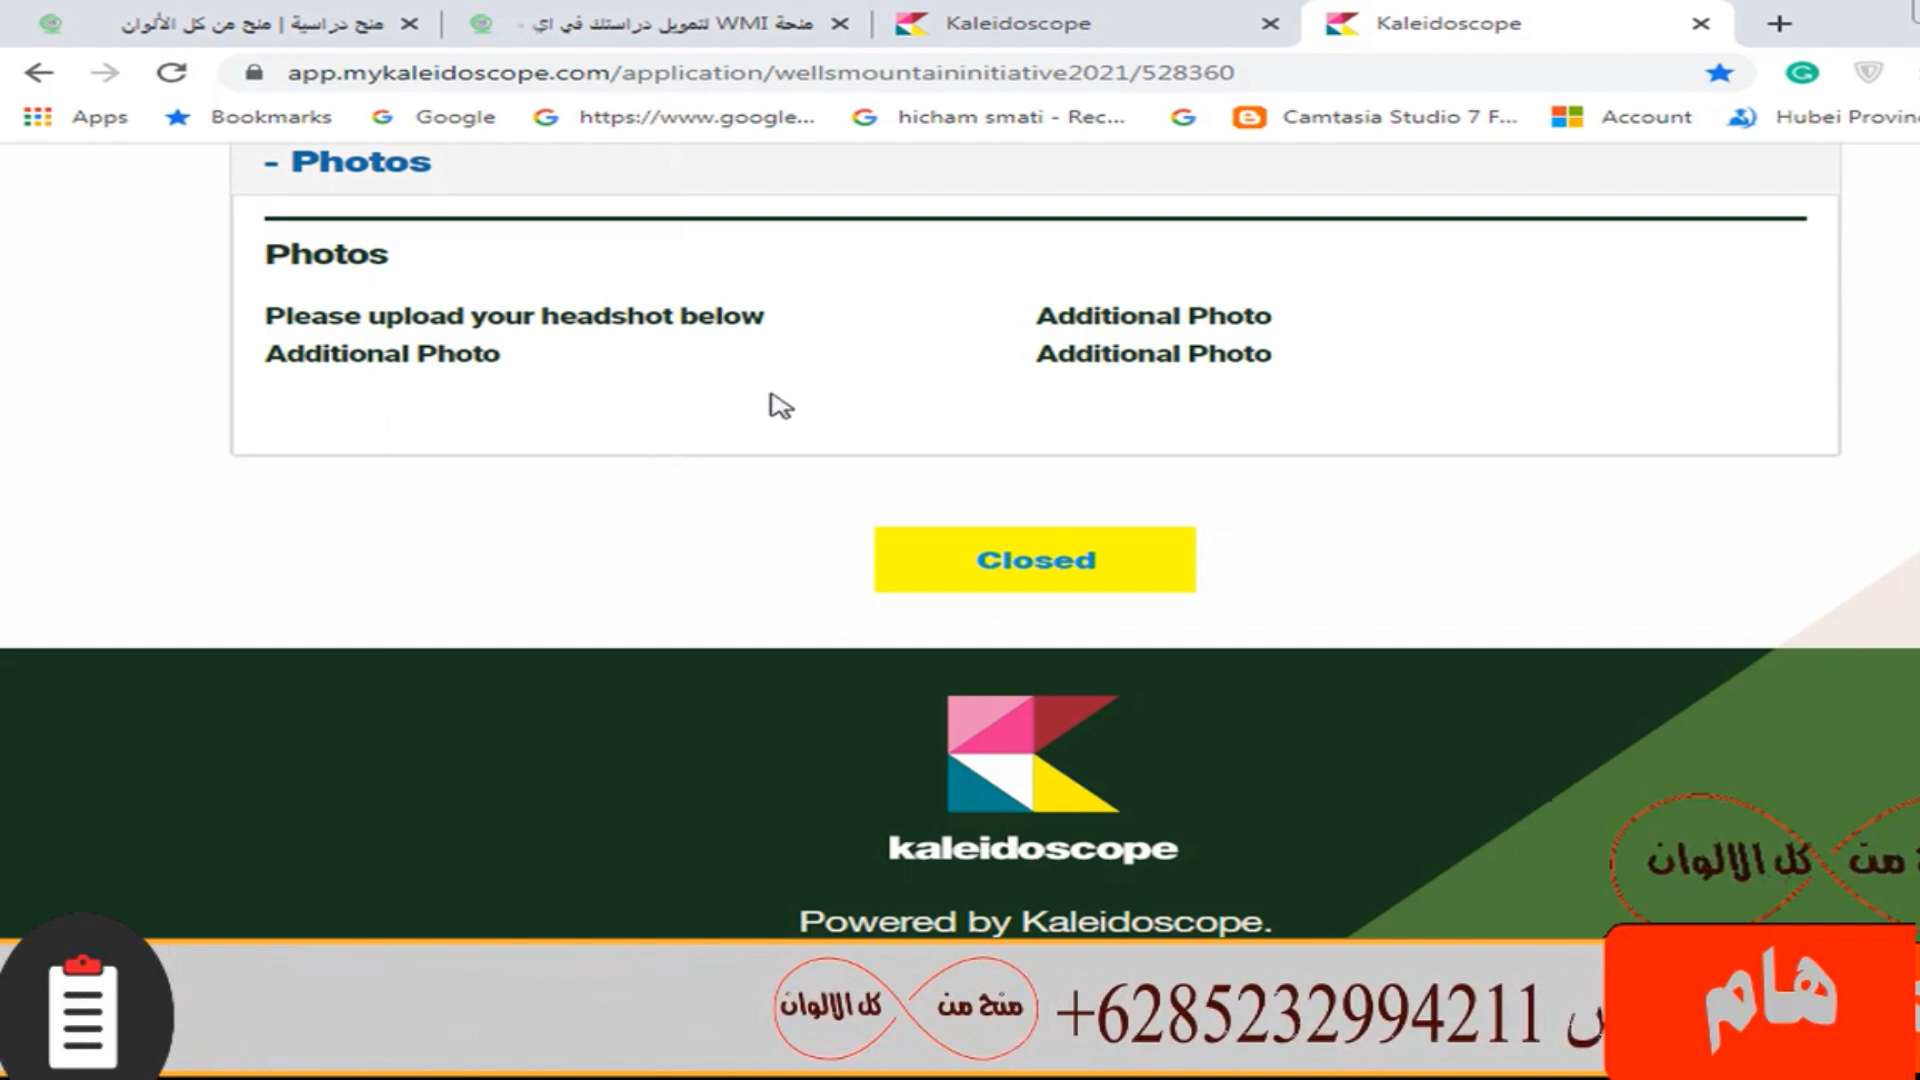 منح دراسية | منح من كل الألوان
منحة WMI لتمويل دراستك في اي -
Kaleidoscope
Kaleidoscope
app.mykaleidoscope.com/application/wellsmountaininitiative2021/528360
Apps
Bookmarks
Google
https://www.google...
hicham smati - Rec...
Camtasia Studio 7 F...
Account
Hubei Provin
- Photos
Photos
Please upload your headshot below
Additional Photo
Additional Photo
Additional Photo
Closed
kaleidoscope
Powered by Kaleidoscope.
من كل الالوان
منح من كل الالوان
+6285232994211
هام